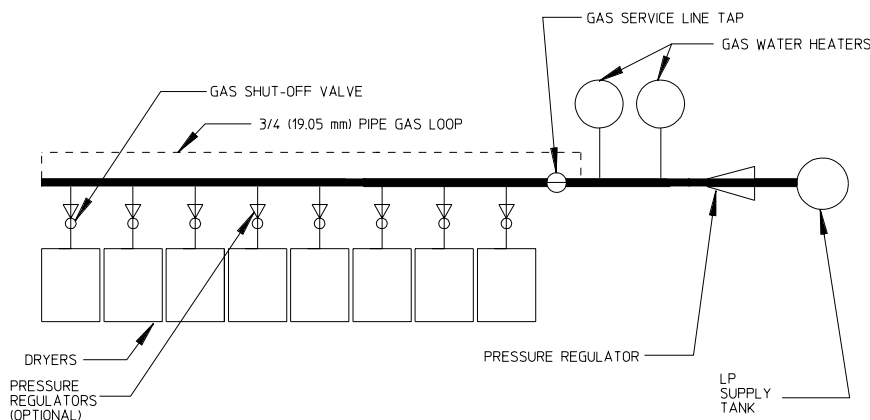 GAS SERVICE LINE TAP
GAS WATER HEATERS
GAS SHUT-OFF VALVE
3/4 (19.05 mm) PIPE GAS LOOP
DRYERS
PRESSURE REGULATOR
PRESSURE
REGULATORS
(OPTIONAL)
LP
SUPPLY
TANK